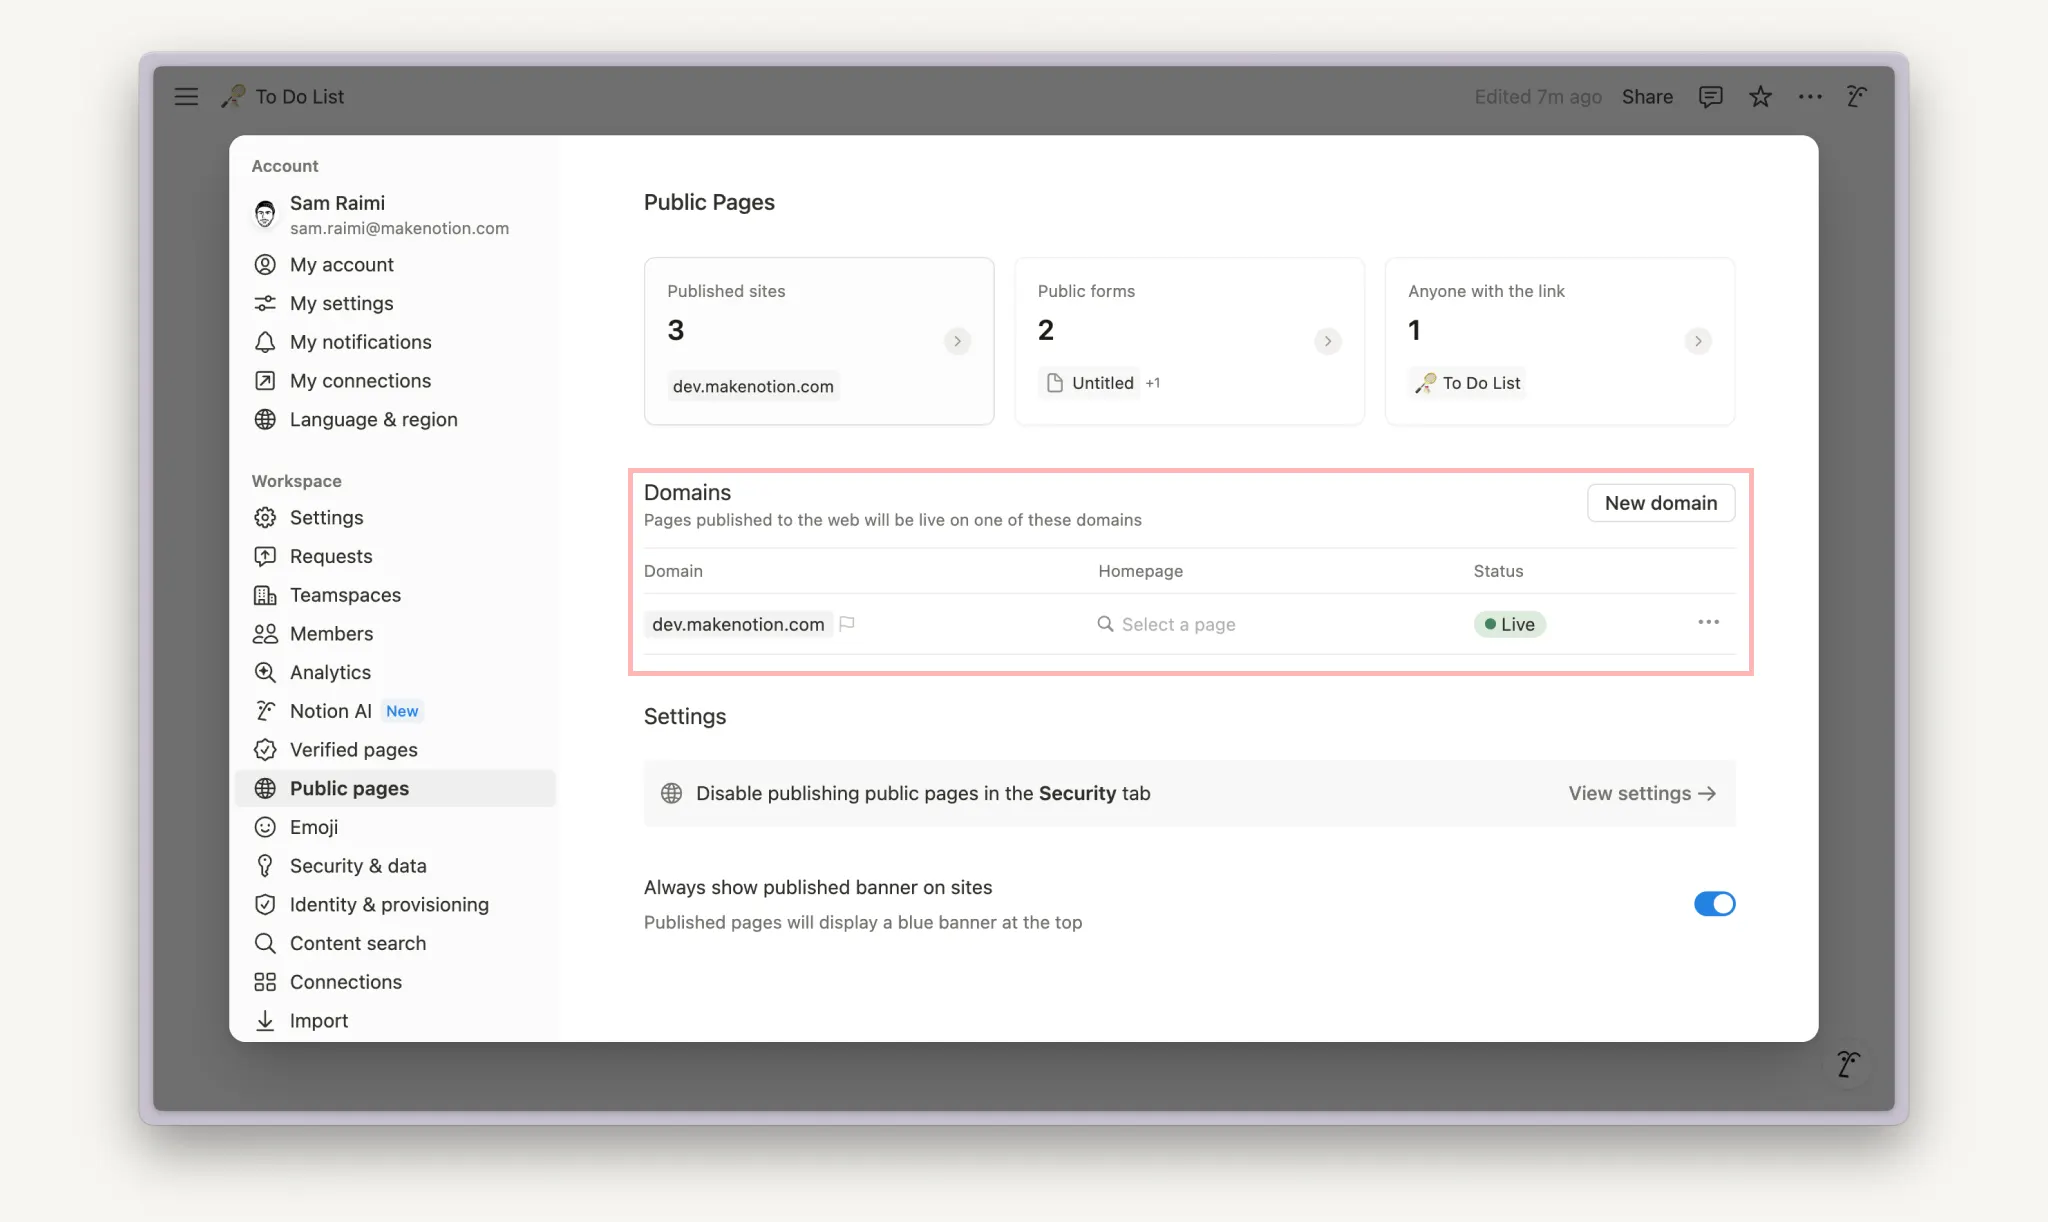 To Do List
Edited 7m ago Share
Account
Sam Raimi
sam.raimi@makenotion.com
My account
My settings
My notifications
My connections
Language & region
Workspace
Settings
Requests
Teamspaces
Members
Analytics
Notion AI New
Verified pages
Public pages
Emoji
Security & data
Identity & provisioning
Content search
Connections
Import
Public Pages
Published sites
3
dev.makenotion.com
Public forms
2
Untitled +1
Anyone with the link
1
To Do List
Domains
Pages published to the web will be live on one of these domains
New domain
Domain Homepage Status
dev.makenotion.com Select a page Live
Settings
Disable publishing public pages in the Security tab View settings →
Always show published banner on sites
Published pages will display a blue banner at the top